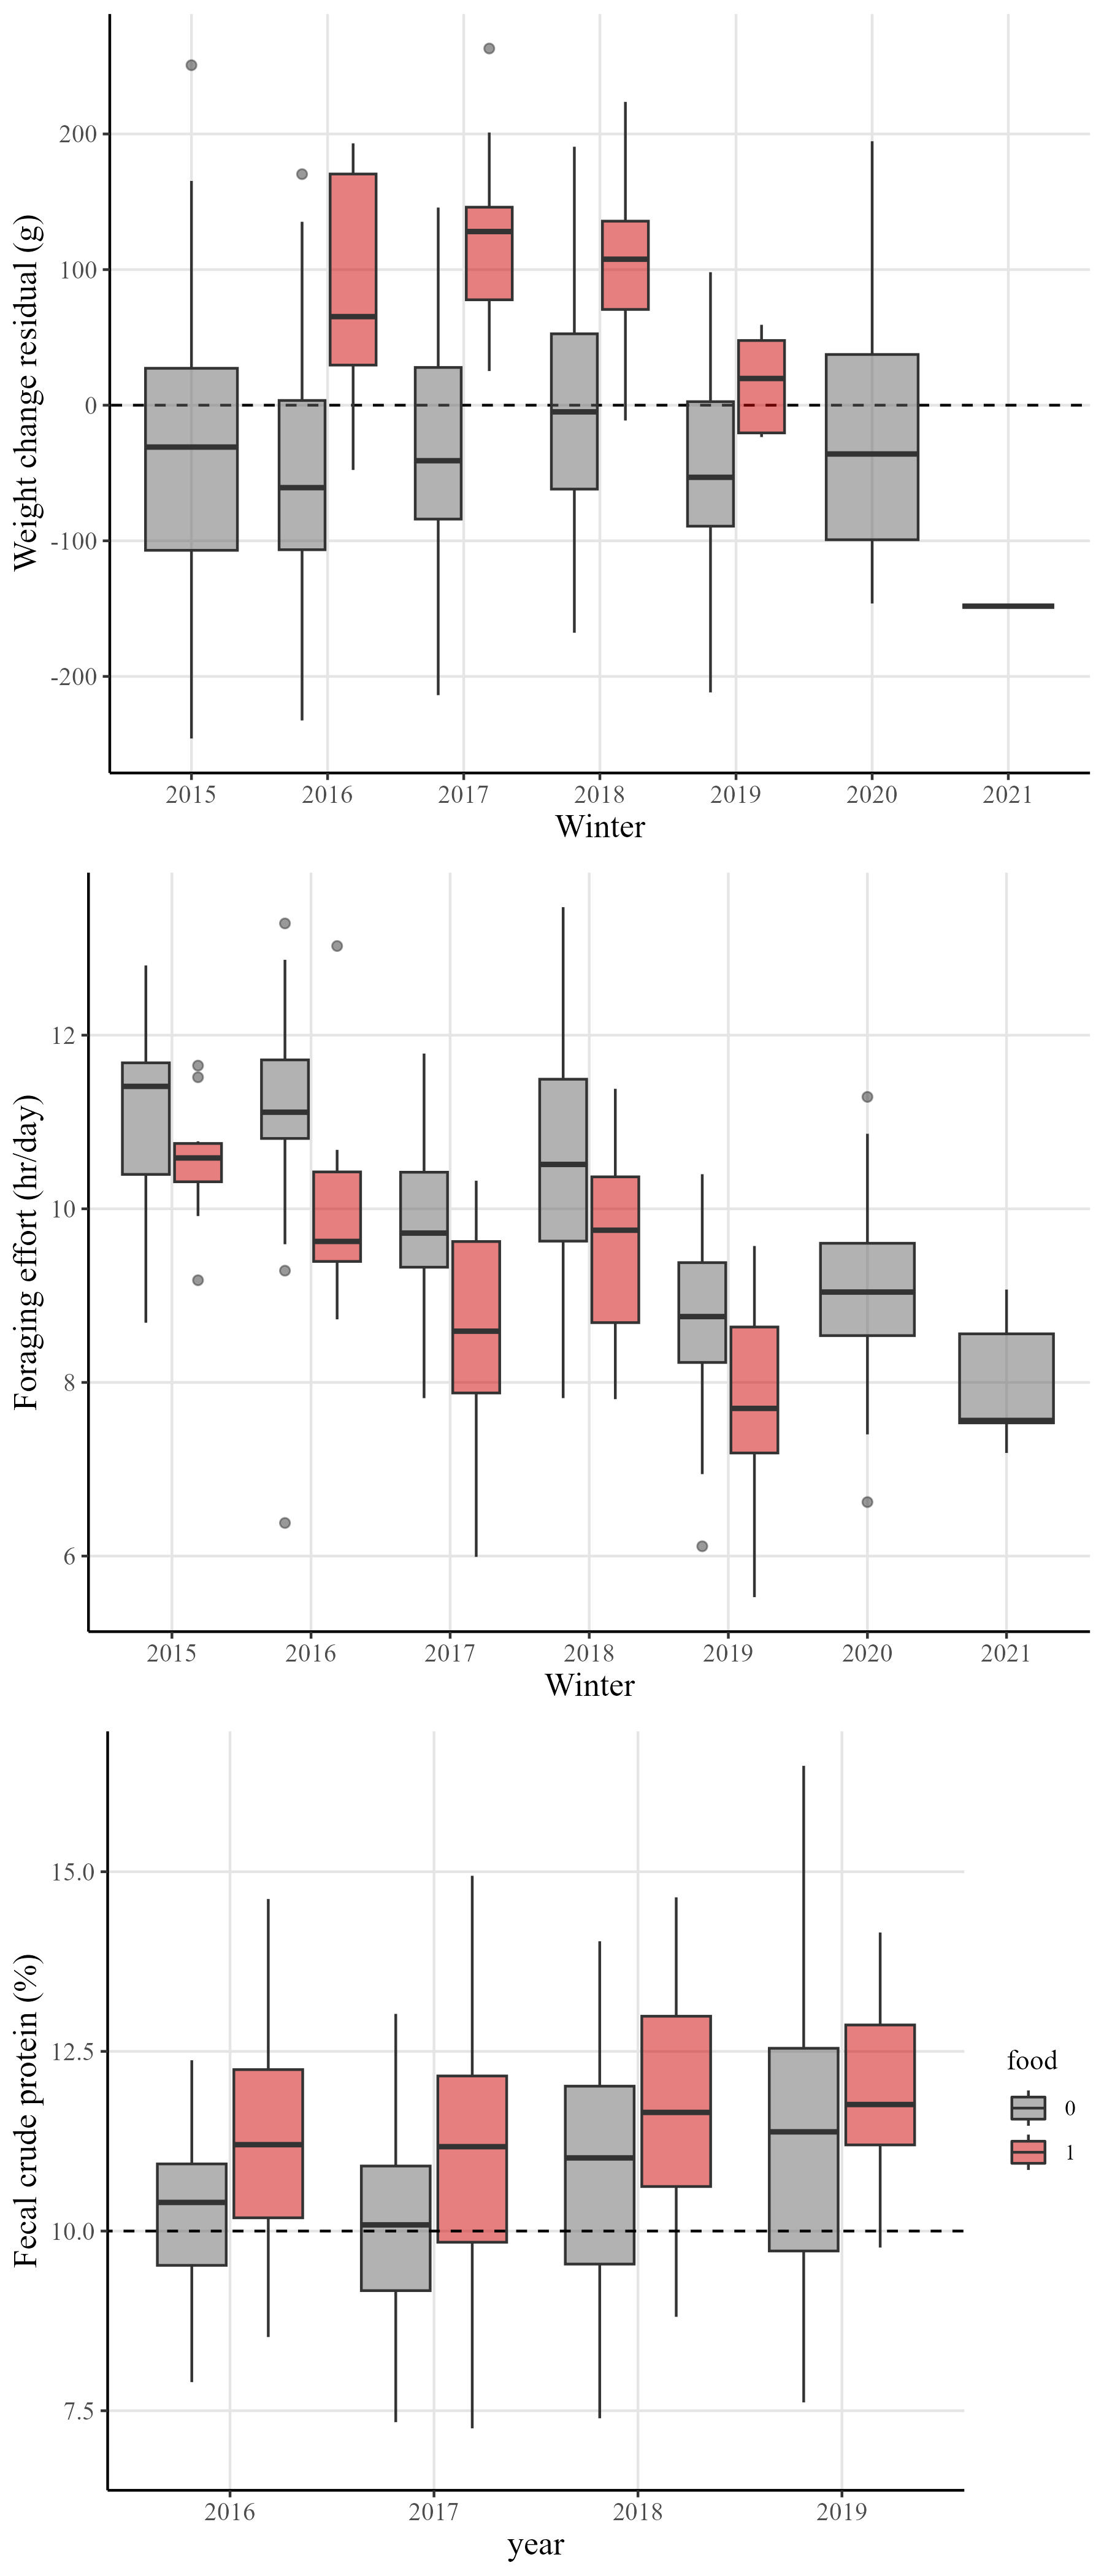 Weight change residual (g)
200
100
0
-100
-200
2015 2016 2017 2018 2019 2020 2021
Winter
Foraging effort (hr/day)
12
10
8
6
2015 2016 2017 2018 2019 2020 2021
Winter
Fecal crude protein (%)
15.0
12.5
10.0
7.5
2016 2017 2018 2019
year
food
0
1